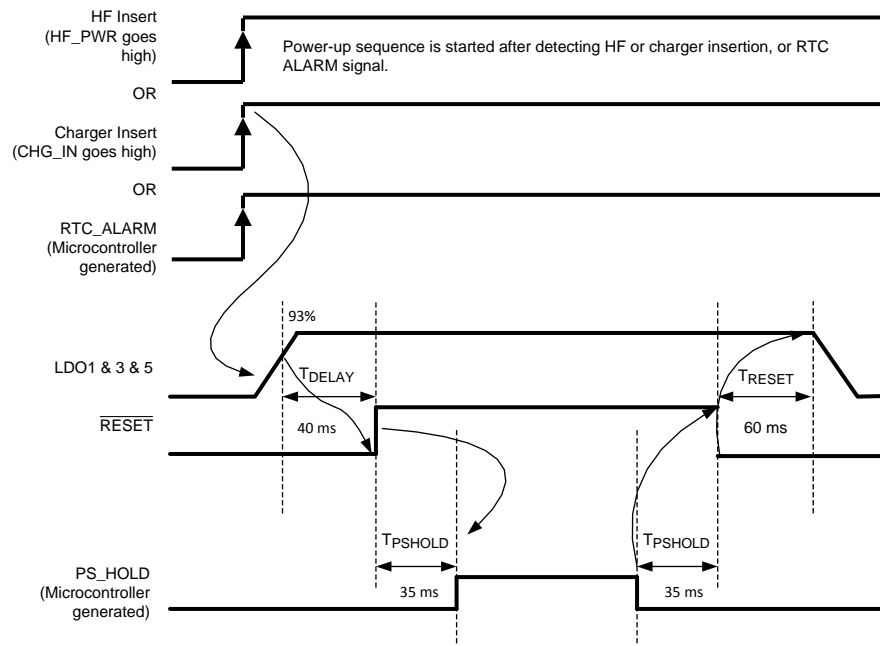 HF Insert
(HF_PWR goes
high)
Power-up sequence is started after detecting HF or charger insertion, or RTC
ALARM signal.
OR
Charger Insert
(CHG_IN goes high)
OR
RTC_ALARM
(Microcontroller
generated)
93%
LDO1 & 3 & 5
TDELAY
TRESET
RESET
40 ms
60 ms
TPSHOLD
TPSHOLD
PS_HOLD
(Microcontroller
generated)
35 ms
35 ms